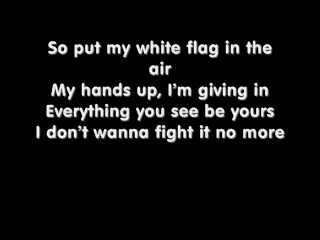 So put my white flag in the
air
My hands up, I'm giving in
Everything you see be yours
I don't wanna fight it no more